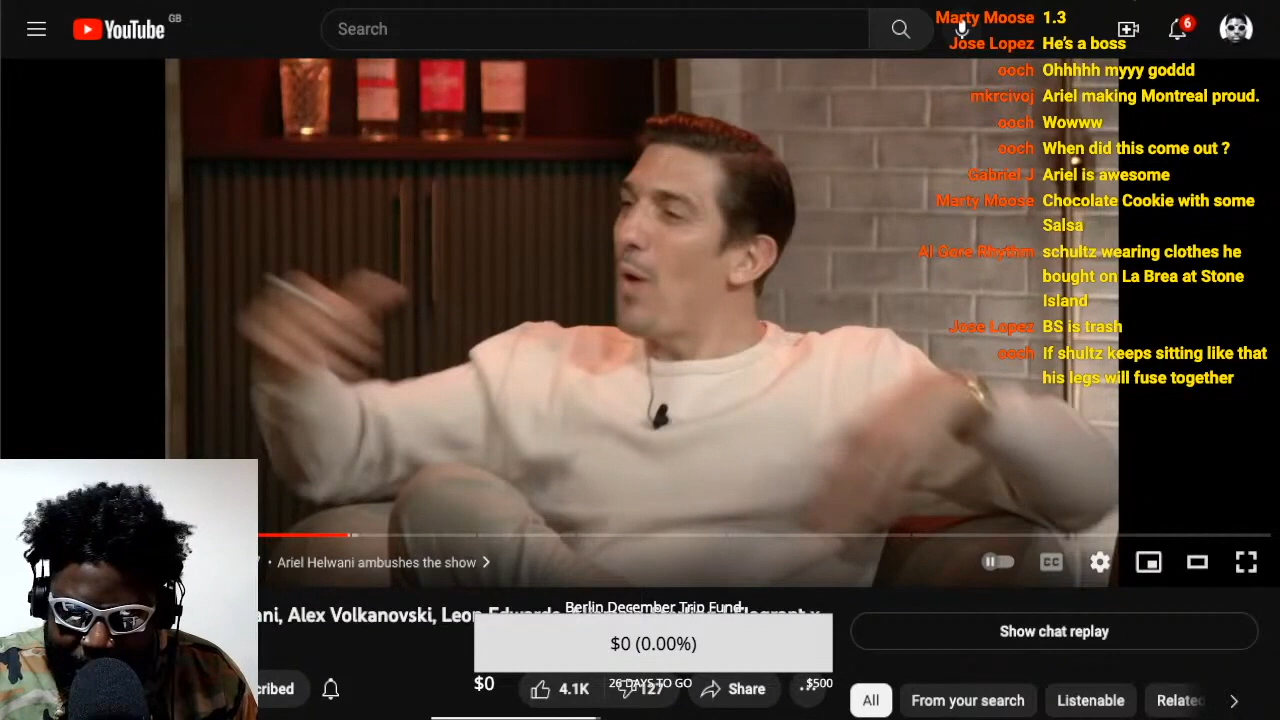 YouTube GB
Search
6
Marty Moose 1.3
Jose Lopez He's a boss
ooch Ohhhhh myyy goddd
mkrcivoj Ariel making Montreal proud.
ooch Wowww
ooch When did this come out ?
Gabriel J Ariel is awesome
Marty Moose Chocolate Cookie with some
Salsa
Al Gore Rhythm schultz wearing clothes he
bought on La Brea at Stone
Island
Jose Lopez BS is trash
ooch If shultz keeps sitting like that
his legs will fuse together
• Ariel Helwani ambushes the show
CC
ani, Alex Volkanovski, Leon Edwards
Berlin December Trip Fund
$0 (0.00%)
$0
26 DAYS TO GO
$500
cribed
4.1K
127
Share
Show chat replay
All
From your search
Listenable
Related